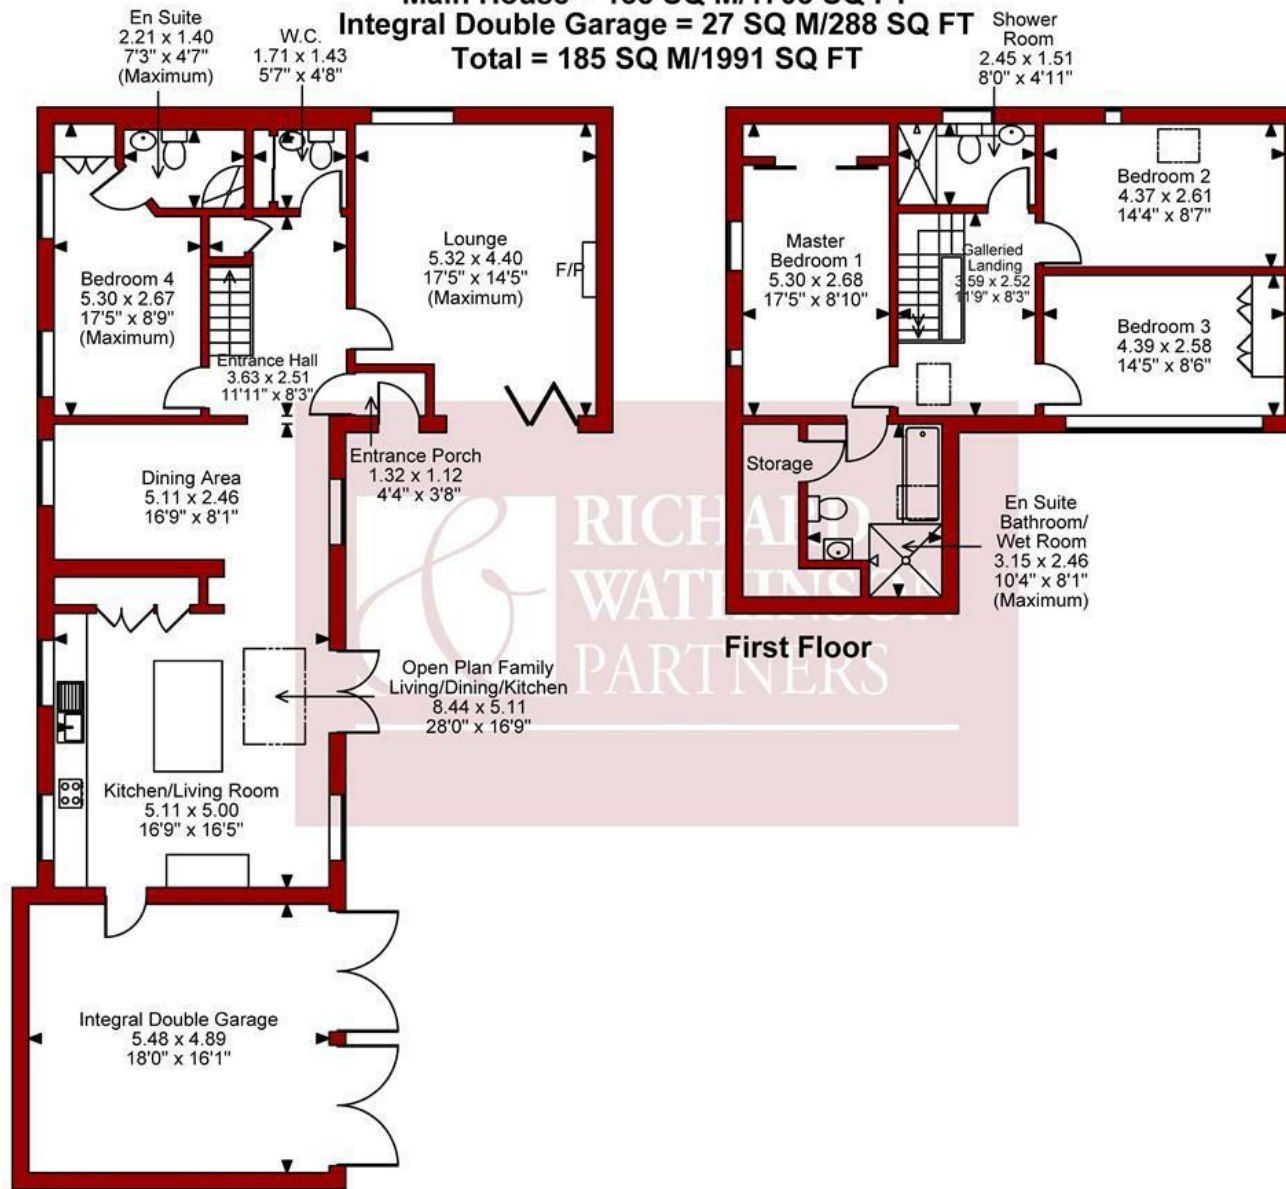 Integral Double Garage = 27 SQ M/288 SQ FT
Total = 185 SQ M/1991 SQ FT
En Suite
2.21 x 1.40
7'3" x 4'7"
(Maximum)
W.C.
1.71 x 1.43
5'7" x 4'8"
Shower
Room
2.45 x 1.51
8'0" x 4'11"
Lounge
5.32 x 4.40
17'5" x 14'5"
(Maximum)
F/P
Bedroom 4
5.30 x 2.67
17'5" x 8'9"
(Maximum)
Entrance Hall
3.63 x 2.51
11'11" x 8'3"
Entrance Porch
1.32 x 1.12
4'4" x 3'8"
Dining Area
5.11 x 2.46
16'9" x 8'1"
Open Plan Family
Living/Dining/Kitchen
8.44 x 5.11
28'0" x 16'9"
Kitchen/Living Room
5.11 x 5.00
16'9" x 16'5"
Integral Double Garage
5.48 x 4.89
18'0" x 16'1"
Master
Bedroom 1
5.30 x 2.68
17'5" x 8'10"
Galleried
Landing
3.59 x 2.52
11'9" x 8'3"
Bedroom 2
4.37 x 2.61
14'4" x 8'7"
Bedroom 3
4.39 x 2.58
14'5" x 8'6"
Storage
En Suite
Bathroom/
Wet Room
3.15 x 2.46
10'4" x 8'1"
(Maximum)
First Floor
RICHARD
WATKINSON
PARTNERS